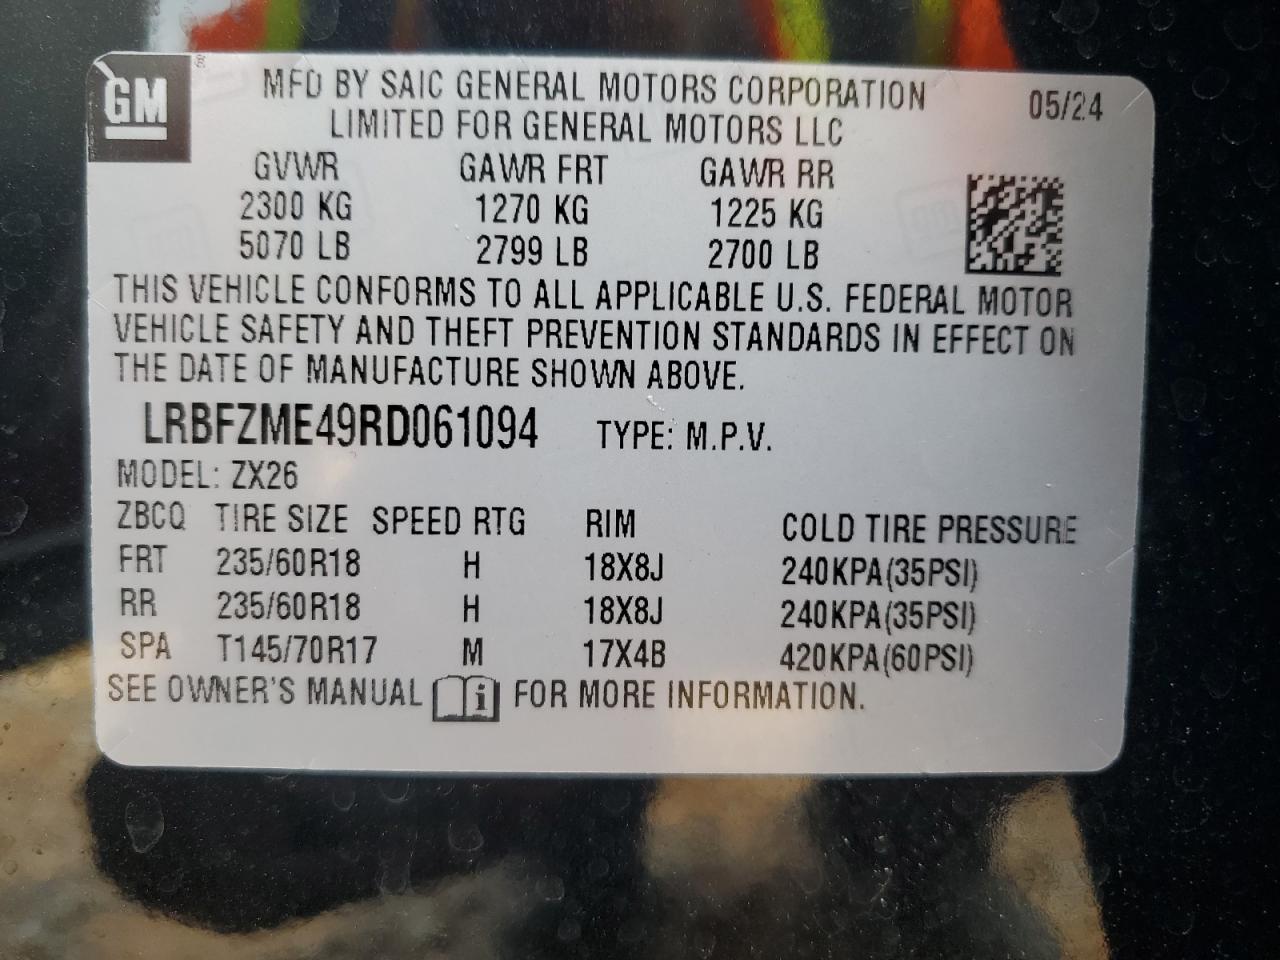 GM ®
MFD BY SAIC GENERAL MOTORS CORPORATION 05/24
LIMITED FOR GENERAL MOTORS LLC
GVWR GAWR FRT GAWR RR
2300 KG 1270 KG 1225 KG
5070 LB 2799 LB 2700 LB
THIS VEHICLE CONFORMS TO ALL APPLICABLE U.S. FEDERAL MOTOR
VEHICLE SAFETY AND THEFT PREVENTION STANDARDS IN EFFECT ON
THE DATE OF MANUFACTURE SHOWN ABOVE.
LRBFZME49RD061094 TYPE: M.P.V.
MODEL: ZX26
ZBCQ TIRE SIZE SPEED RTG RIM COLD TIRE PRESSURE
FRT 235/60R18 H 18X8J 240KPA(35PSI)
RR 235/60R18 H 18X8J 240KPA(35PSI)
SPA T145/70R17 M 17X4B 420KPA(60PSI)
SEE OWNER'S MANUAL i FOR MORE INFORMATION.